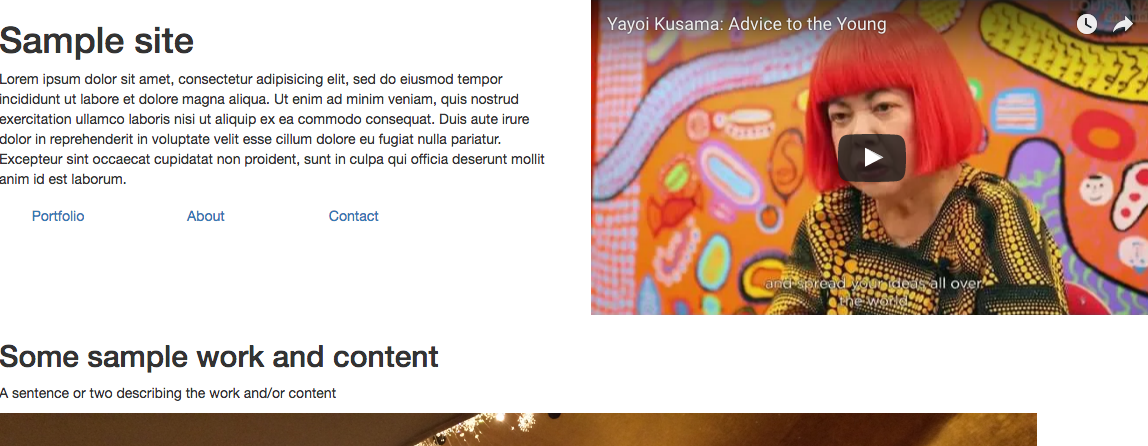 Sample site
Lorem ipsum dolor sit amet, consectetur adipisicing elit, sed do eiusmod tempor
incididunt ut labore et dolore magna aliqua. Ut enim ad minim veniam, quis nostrud
exercitation ullamco laboris nisi ut aliquip ex ea commodo consequat. Duis aute irure
dolor in reprehenderit in voluptate velit esse cillum dolore eu fugiat nulla pariatur.
Excepteur sint occaecat cupidatat non proident, sunt in culpa qui officia deserunt mollit
anim id est laborum.
Portfolio About Contact
Yayoi Kusama: Advice to the Young
and spread your ideas all over
the world.
Some sample work and content
A sentence or two describing the work and/or content